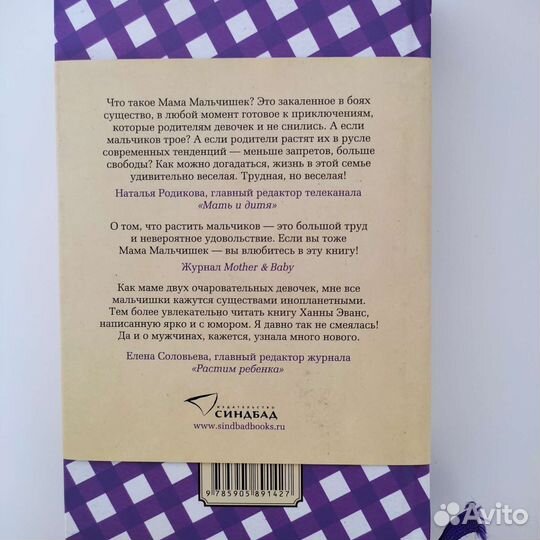 Что такое Мама Мальчишек? Это закаленное в боях
существо, в любой момент готовое к приключениям,
которые родителям девочек и не снились. А если
мальчиков трое? А если родители растят их в русле
современных тенденций — меньше запретов, больше
свободы? Как можно догадаться, жизнь в этой семье
удивительно веселая. Трудная, но веселая!
Наталья Родикова, главный редактор телеканала
«Мать и дитя»
О том, что растить мальчиков — это большой труд
и невероятное удовольствие. Если вы тоже
Мама Мальчишек — вы влюбитесь в эту книгу!
Журнал Mother & Baby
Как маме двух очаровательных девочек, мне все
мальчишки кажутся существами инопланетными.
Тем более увлекательно читать книгу Ханны Эванс,
написанную ярко и с юмором. Я давно так не смеялась!
Да и о мужчинах, кажется, узнала много нового.
Елена Соловьева, главный редактор журнала
«Растим ребенка»
ИЗДАТЕЛЬСТВО
СИНДБАД
www.sindbadbooks.ru
9 785905 891427
Avito